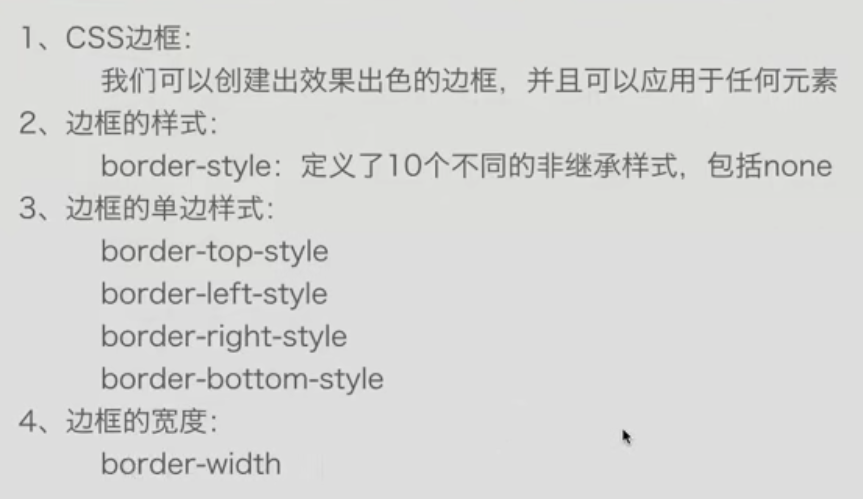 1、CSS边框：
我们可以创建出效果出色的边框，并且可以应用于任何元素
2、边框的样式：
border-style：定义了10个不同的非继承样式，包括none
3、边框的单边样式：
border-top-style
border-left-style
border-right-style
border-bottom-style
4、边框的宽度：
border-width